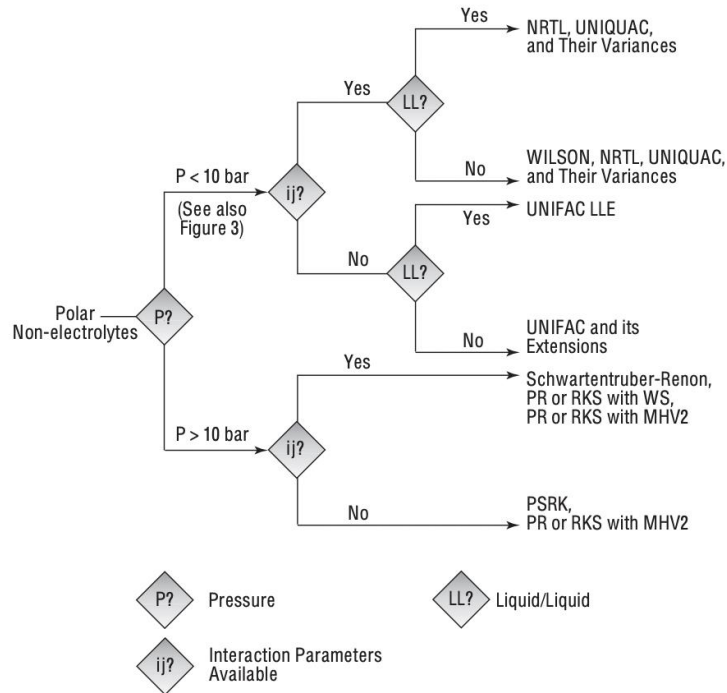 Yes
NRTL, UNIQUAC,
and Their Variances
LL?
Yes
No
WILSON, NRTL, UNIQUAC,
and Their Variances
P < 10 bar
(See also
Figure 3)
ij?
Yes
UNIFAC LLE
No
LL?
Polar
Non-electrolytes
P?
No
UNIFAC and its
Extensions
Yes
Schwartentruber-Renon,
PR or RKS with WS,
PR or RKS with MHV2
P > 10 bar
ij?
No
PSRK,
PR or RKS with MHV2
P?
Pressure
LL?
Liquid/Liquid
ij?
Interaction Parameters
Available